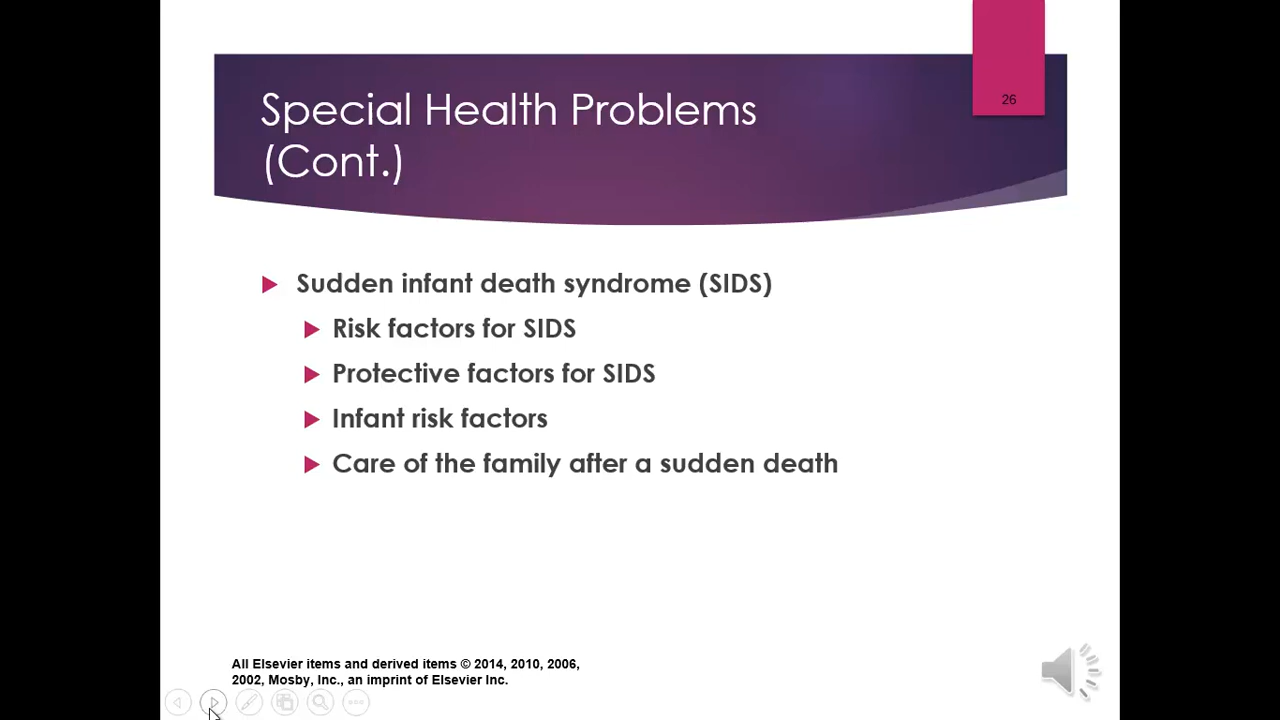 26
Special Health Problems
(Cont.)
Sudden infant death syndrome (SIDS)
Risk factors for SIDS
Protective factors for SIDS
Infant risk factors
Care of the family after a sudden death
All Elsevier items and derived items © 2014, 2010, 2006,
2002, Mosby, Inc., an imprint of Elsevier Inc.